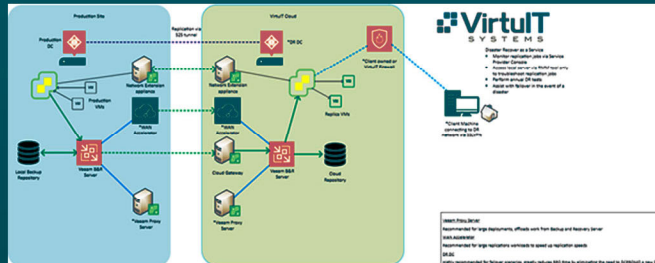 Production Site
VirtuIT Cloud
VirtuIT
SYSTEMS
Production
DC
Replication via
S2S tunnel
*DR DC
*Client owned or
Disaster Recover as a Service
Monitor replication jobs via Service
Provider Console
to troubleshoot replication jobs
Perform annual DR tests
Assist with failover in the event of a
disaster
Network Extension
appliance
Network Extension
appliance
Production
VMs
Replica VMs
*WAN
Accelerator
*WAN
Accelerator
*Client Machine
connecting to DR
Local Backup
Repository
Veeam B&R
Server
Cloud Gateway
Veeam B&R
Server
Cloud
Repository
*Veeam Proxy
Server
*Veeam Proxy
Server
Veeam Proxy Server
Recommended for large deployments, offloads work from Backup and Recovery Server
WAN Accelerator
Recommended for large replications workloads to speed up replication speeds
DR DC